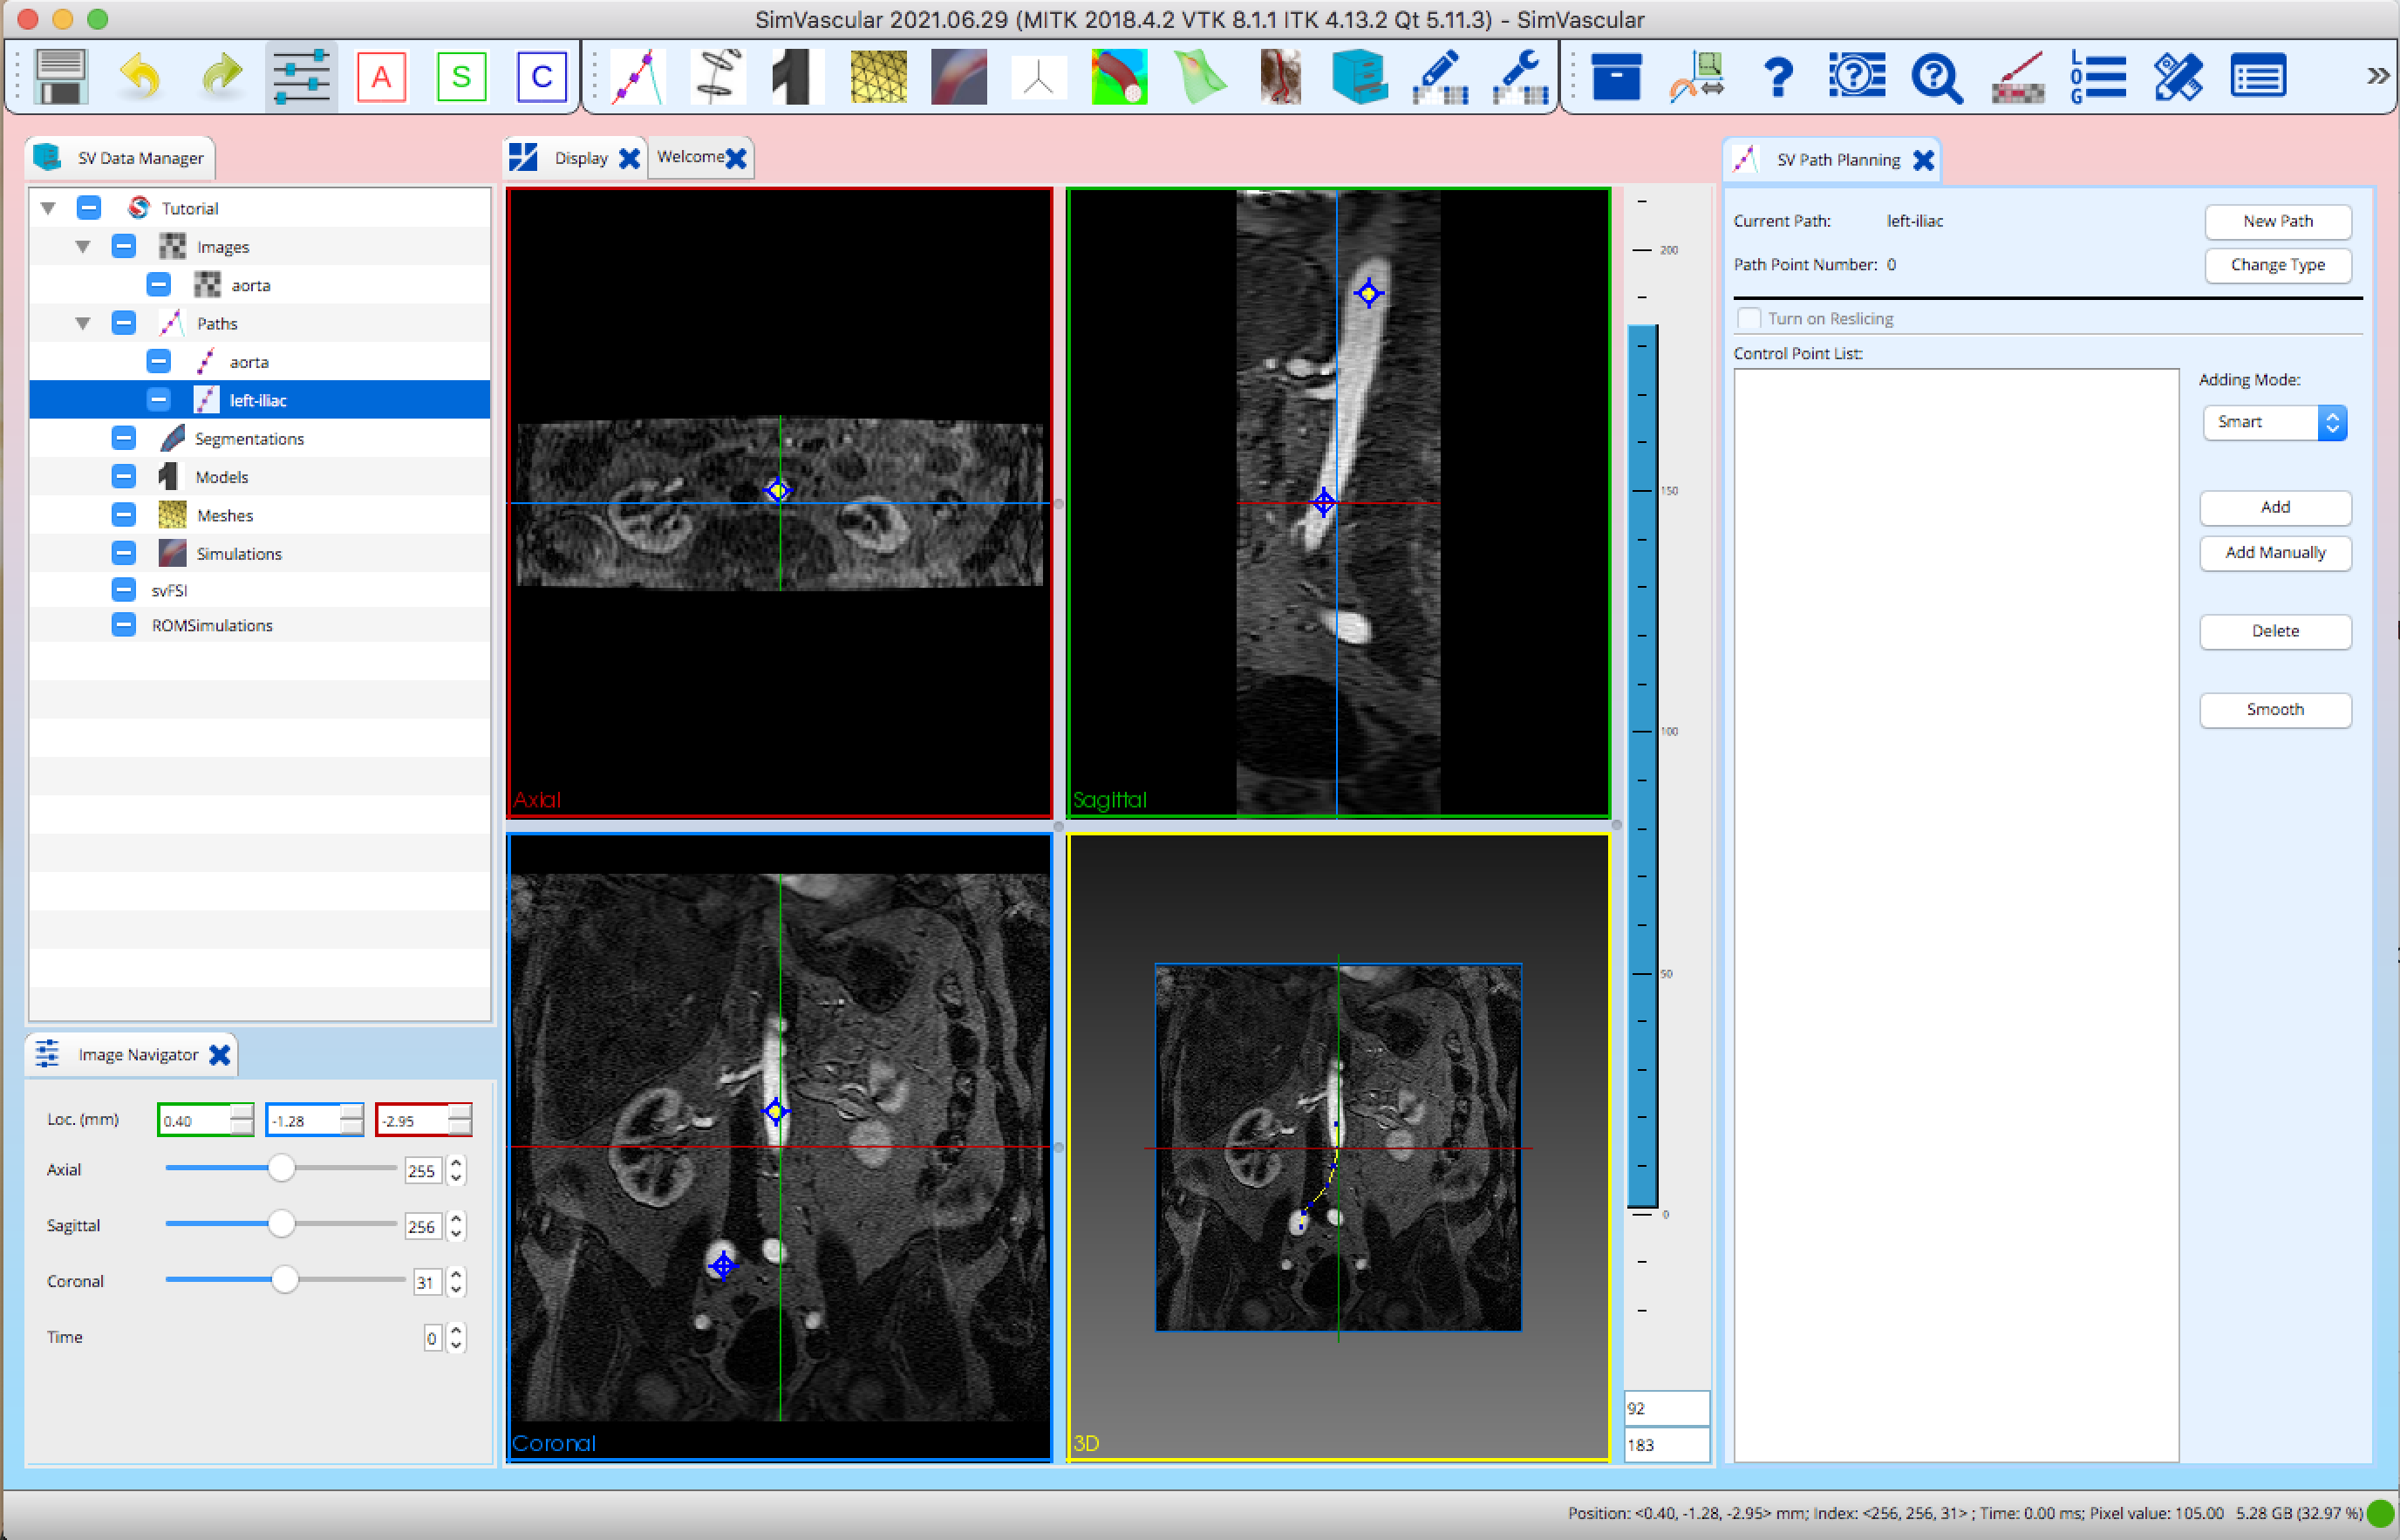 SimVascular 2021.06.29 (MITK 2018.4.2 VTK 8.1.1 ITK 4.13.2 Qt 5.11.3) - SimVascular
A S C
? LOG »
SV Data Manager
Tutorial
Images
aorta
Paths
aorta
left-iliac
Segmentations
Models
Meshes
Simulations
svFSI
ROMSimulations
Image Navigator
Loc. (mm) 0.40 -1.28 -2.95
Axial 255
Sagittal 256
Coronal 31
Time 0
Display Welcome
Axial
Sagittal
Coronal
3D
200
150
100
50
0
92
183
SV Path Planning
Current Path: left-iliac New Path
Path Point Number: 0 Change Type
Turn on Reslicing
Control Point List:
Adding Mode:
Smart
Add
Add Manually
Delete
Smooth
Position: <0.40, -1.28, -2.95> mm; Index: <256, 256, 31> ; Time: 0.00 ms; Pixel value: 105.00 5.28 GB (32.97 %)